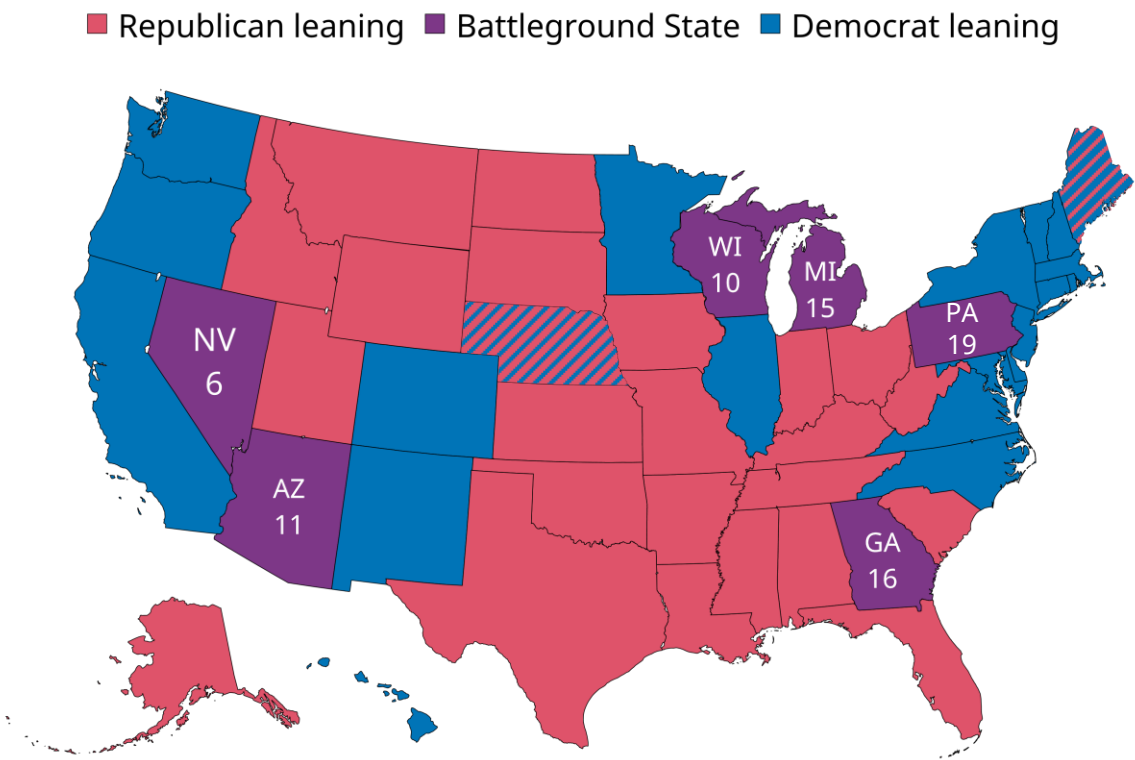 Republican leaning Battleground State Democrat leaning
WI
10
MI
15
PA
19
NV
6
AZ
11
GA
16